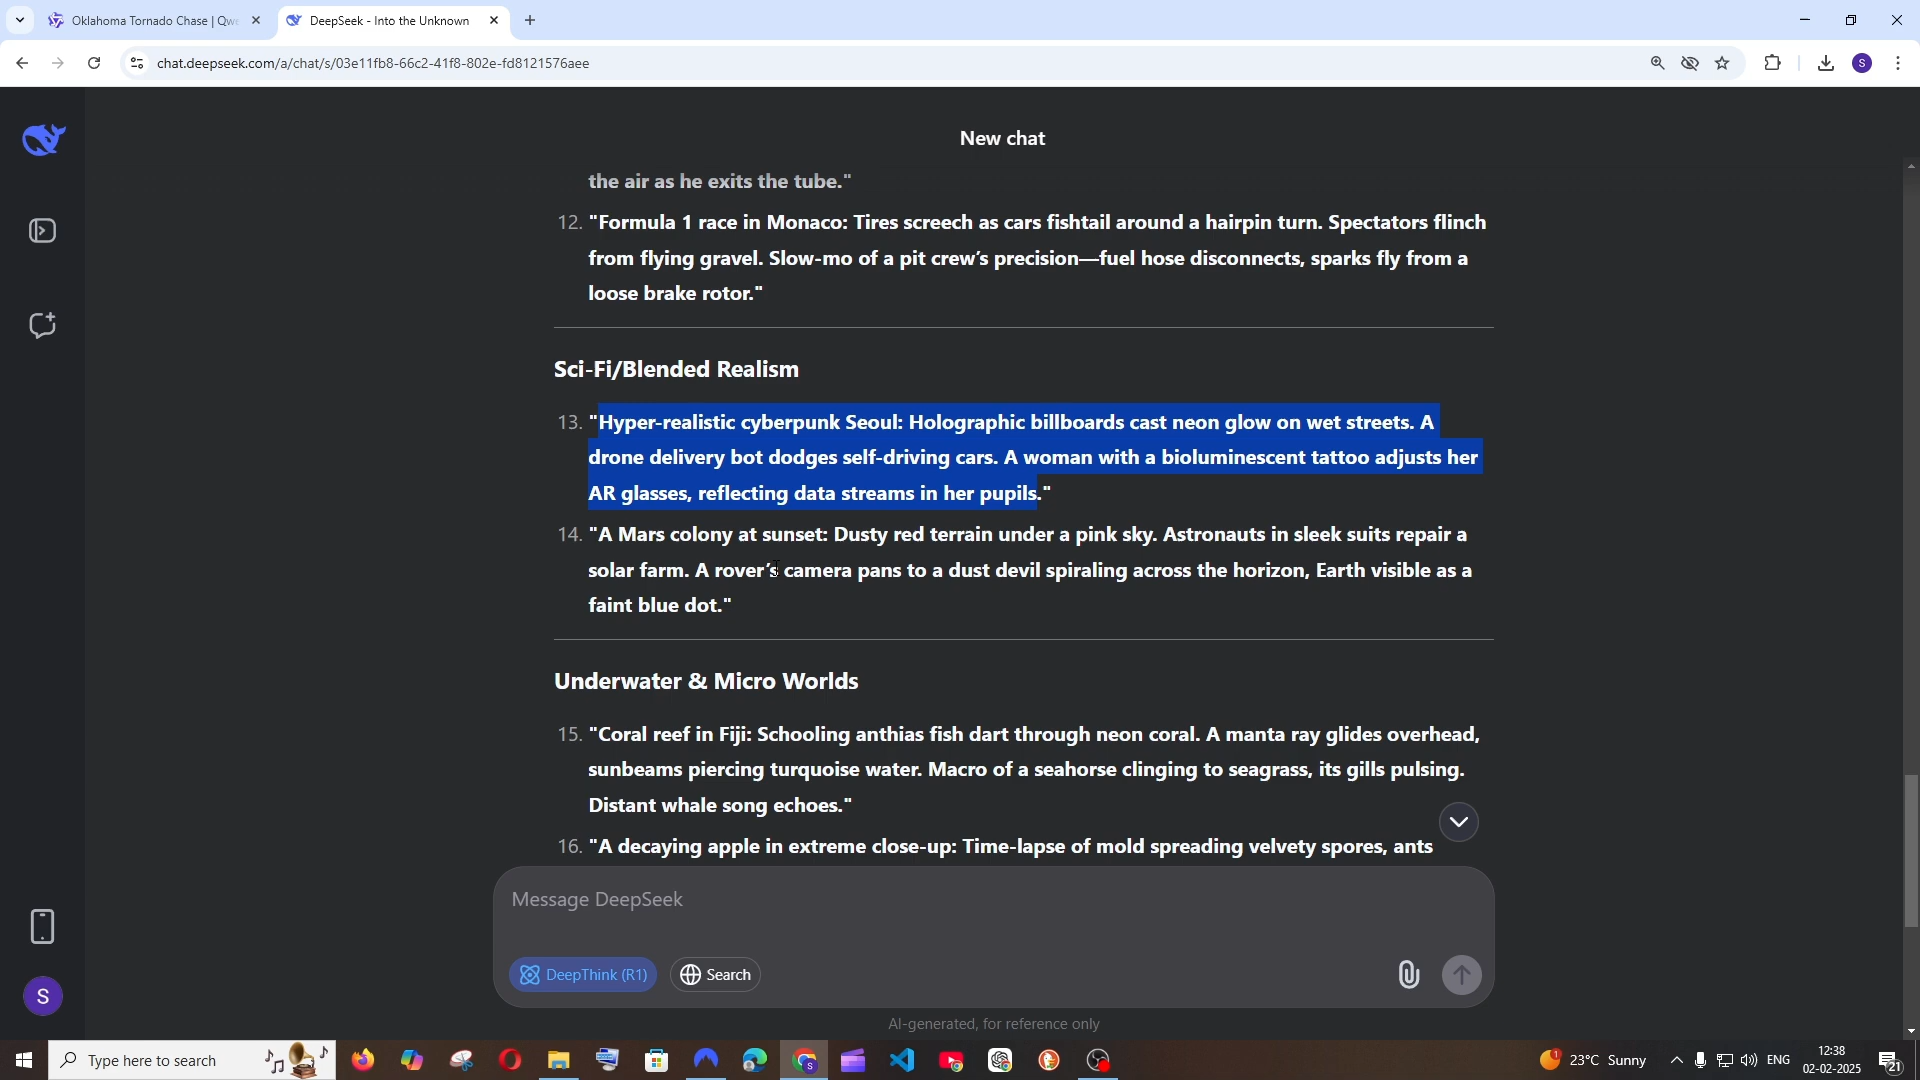 Oklahoma Tornado Chase | Qwe
DeepSeek - Into the Unknown
chat.deepseek.com/a/chat/s/03e11fb8-66c2-41f8-802e-fd8121576aee
S
New chat
the air as he exits the tube."
12. "Formula 1 race in Monaco: Tires screech as cars fishtail around a hairpin turn. Spectators flinch
from flying gravel. Slow-mo of a pit crew’s precision—fuel hose disconnects, sparks fly from a
loose brake rotor."
Sci-Fi/Blended Realism
13. "Hyper-realistic cyberpunk Seoul: Holographic billboards cast neon glow on wet streets. A
drone delivery bot dodges self-driving cars. A woman with a bioluminescent tattoo adjusts her
AR glasses, reflecting data streams in her pupils."
14. "A Mars colony at sunset: Dusty red terrain under a pink sky. Astronauts in sleek suits repair a
solar farm. A rover’s camera pans to a dust devil spiraling across the horizon, Earth visible as a
faint blue dot."
Underwater & Micro Worlds
15. "Coral reef in Fiji: Schooling anthias fish dart through neon coral. A manta ray glides overhead,
sunbeams piercing turquoise water. Macro of a seahorse clinging to seagrass, its gills pulsing.
Distant whale song echoes."
16. "A decaying apple in extreme close-up: Time-lapse of mold spreading velvety spores, ants
Message DeepSeek
DeepThink (R1)
Search
S
AI-generated, for reference only
Type here to search
1
23°C Sunny
ENG
12:38
02-02-2025
21